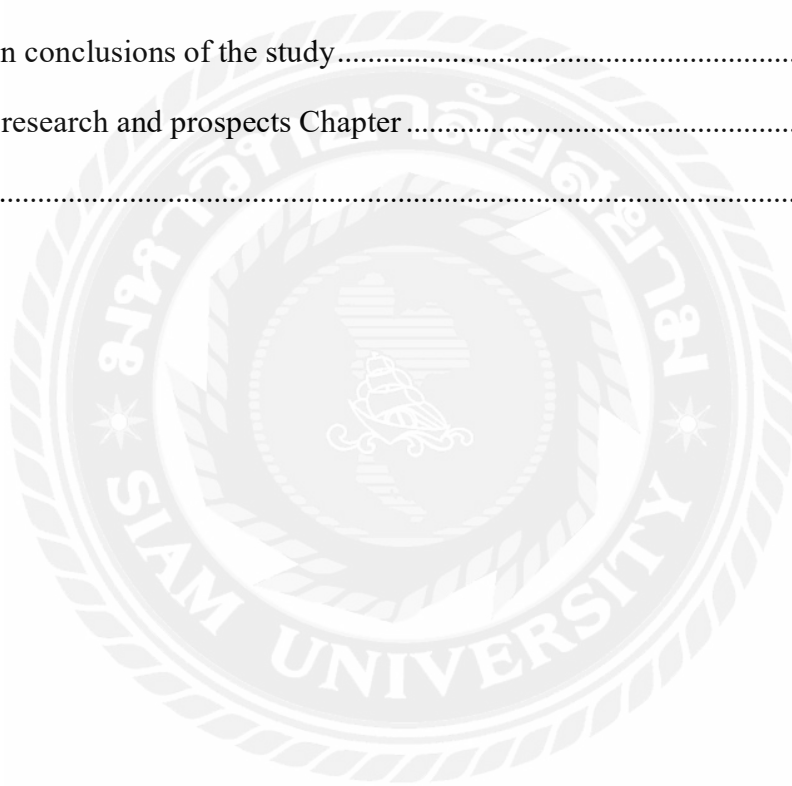 n conclusions of the study......................................................
research and prospects Chapter..............................................
..........................................................................................
มหาวิทยาลัยสยาม
SIAM UNIVERSITY